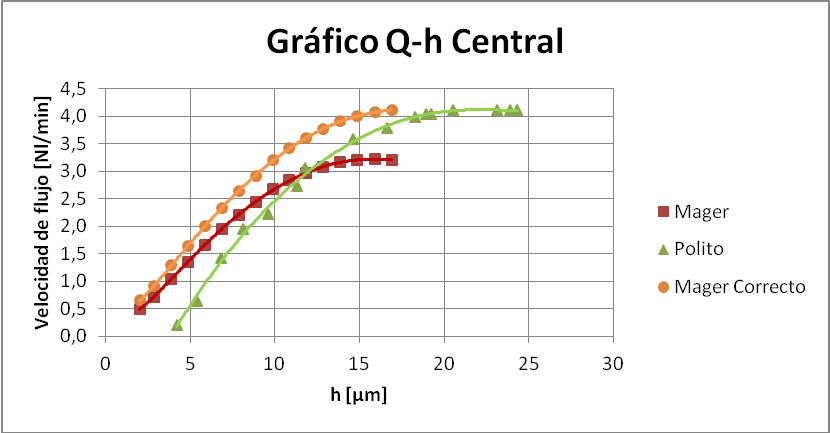 Gráfico Q-h Central
Velocidad de flujo [Nl/min]
4,5
4,0
3,5
3,0
2,5
2,0
1,5
1,0
0,5
0,0
0 5 10 15 20 25 30
h [µm]
Mager
Polito
Mager Correcto